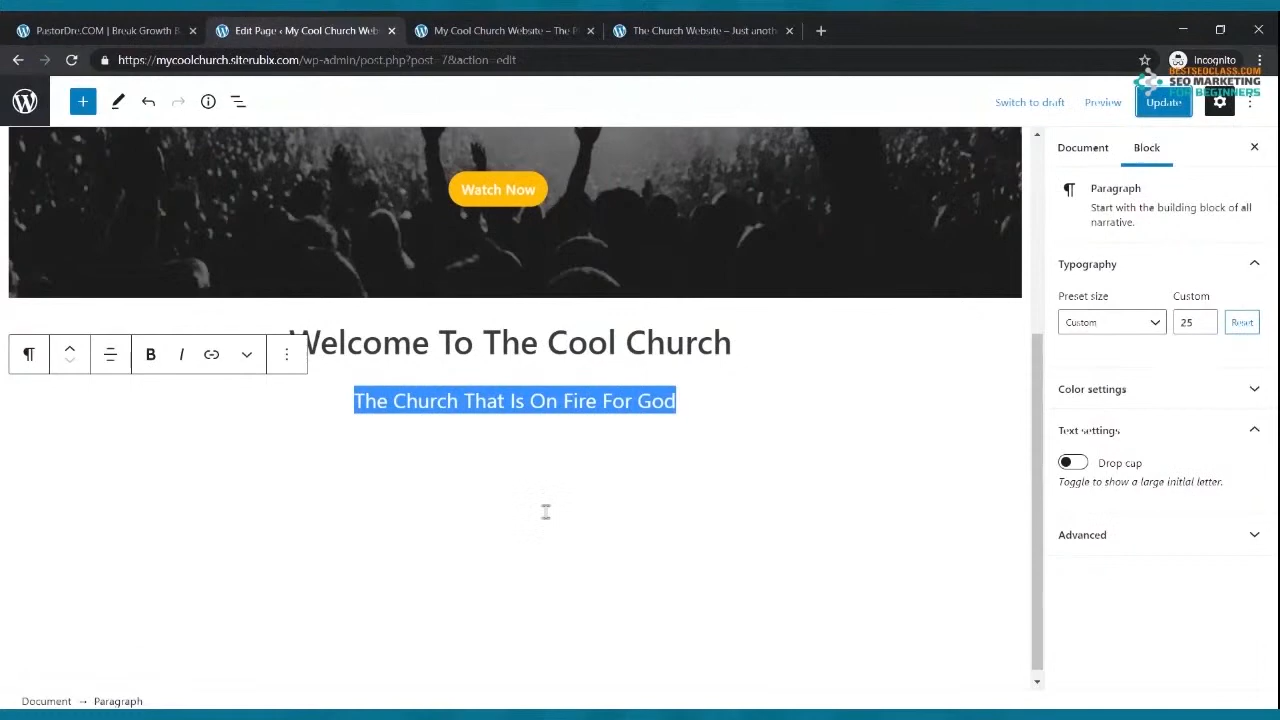 PastorDre.COM | Break Growth B
Edit Page ‹ My Cool Church Web
My Cool Church Website – The P
The Church Website – Just anoth
https://mycoolchurch.siterubix.com/wp-admin/post.php?post=7&action=edit
Incognito
BESTSEOCLASS.COM
SEO MARKETING
FOR BEGINNERS
Switch to draft
Preview
Update
Document
Block
Watch Now
Paragraph
Start with the building block of all
narrative.
Typography
Preset size
Custom
Custom
25
Reset
Welcome To The Cool Church
B
I
The Church That Is On Fire For God
Color settings
Text settings
Drop cap
Toggle to show a large initial letter.
Advanced
Document → Paragraph